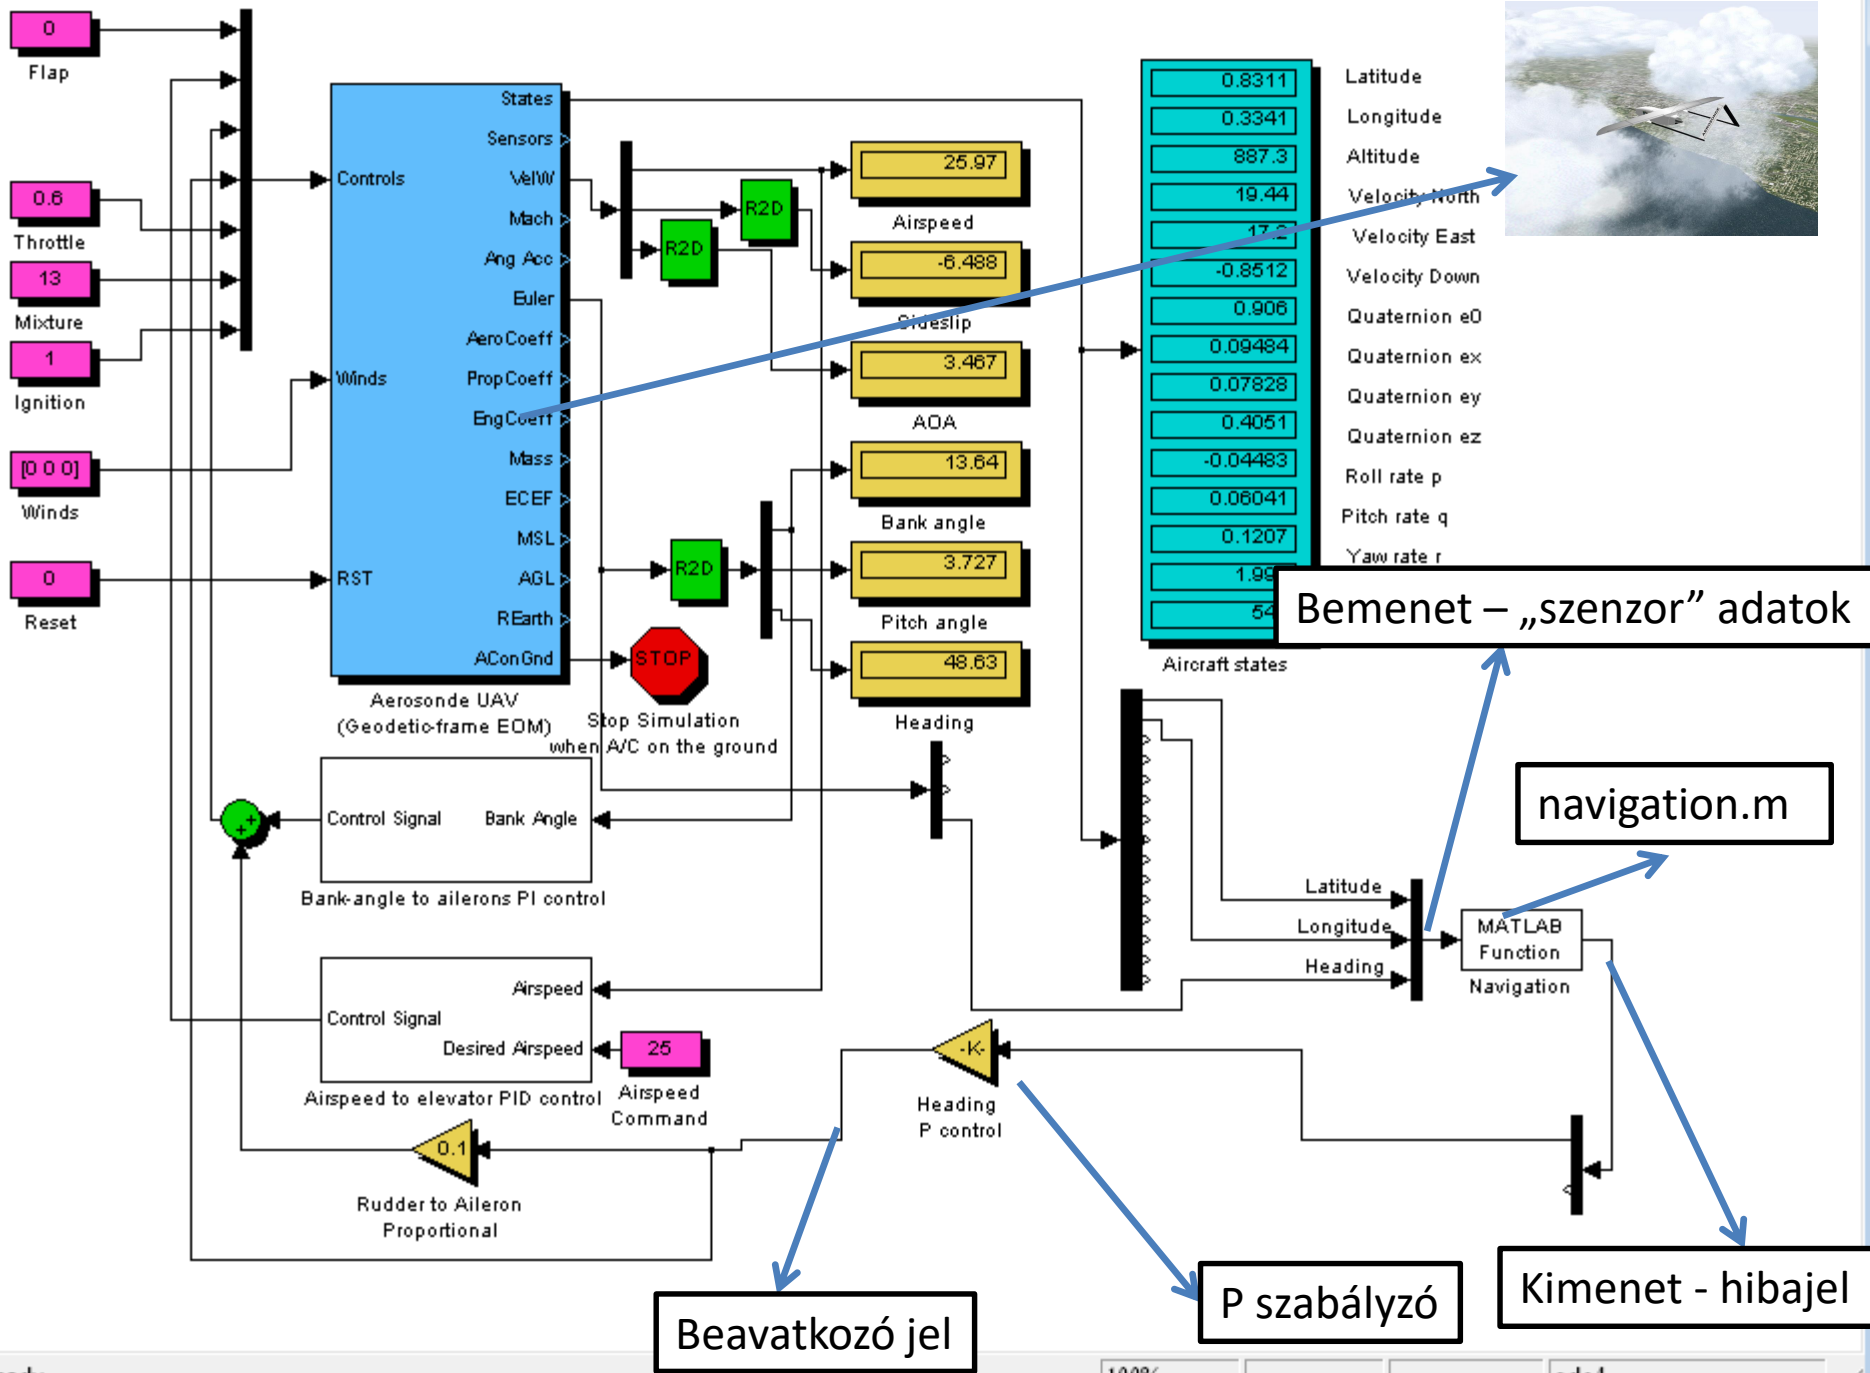 0
Flap
0.6
Throttle
13
Mixture
1
Ignition
[0 0 0]
Winds
0
Reset
Controls
Winds
RST
States
Sensors
VelW
Mach
Ang Acc
Euler
AeroCoeff
PropCoeff
EngCoeff
Mass
ECEF
MSL
AGL
REarth
AConGnd
Aerosonde UAV
(Geodetic-frame EOM)
R2D
R2D
R2D
STOP
Stop Simulation
when A/C on the ground
25.97
Airspeed
-6.488
Sideslip
3.467
AOA
13.64
Bank angle
3.727
Pitch angle
48.63
Heading
0.8311
0.3341
887.3
19.44
17.2
-0.8512
0.906
0.09484
0.07828
0.4051
-0.04483
0.06041
0.1207
1.99
54
Aircraft states
Latitude
Longitude
Altitude
Velocity North
Velocity East
Velocity Down
Quaternion e0
Quaternion ex
Quaternion ey
Quaternion ez
Roll rate p
Pitch rate q
Yaw rate r
Bemenet – „szenzor” adatok
navigation.m
Control Signal
Bank Angle
Bank-angle to ailerons PI control
Airspeed
Control Signal
Desired Airspeed
Airspeed to elevator PID control
25
Airspeed
Command
0.1
Rudder to Aileron
Proportional
-K-
Heading
P control
Latitude
Longitude
Heading
MATLAB
Function
Navigation
Beavatkozó jel
P szabályzó
Kimenet - hibajel